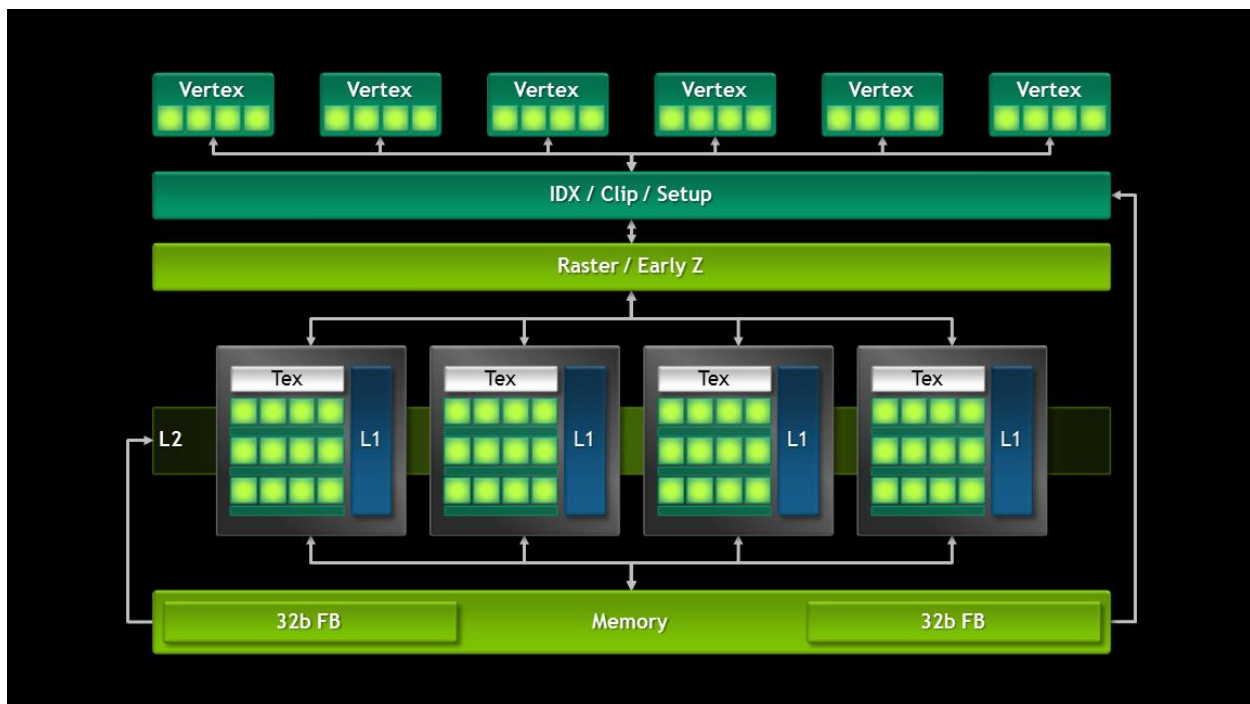 Vertex Vertex Vertex Vertex Vertex Vertex
IDX / Clip / Setup
Raster / Early Z
Tex Tex Tex Tex
L2 L1 L1 L1 L1
32b FB Memory 32b FB